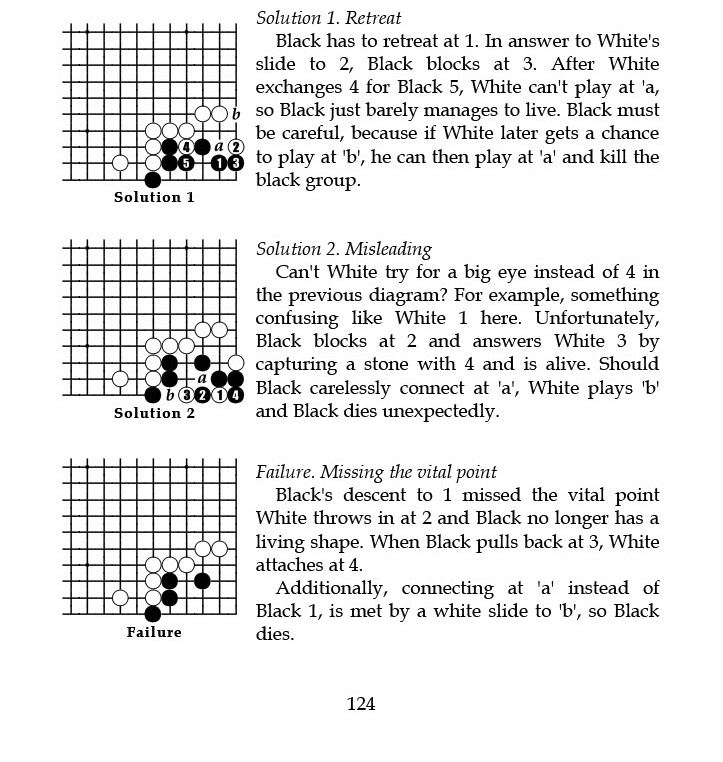 Solution 1. Retreat
Black has to retreat at 1. In answer to White's
slide to 2, Black blocks at 3. After White
exchanges 4 for Black 5, White can't play at 'a,
so Black just barely manages to live. Black must
be careful, because if White later gets a chance
to play at 'b', he can then play at 'a' and kill the
black group.
b
4 a 2
5 1 3
Solution 1
Solution 2. Misleading
Can't White try for a big eye instead of 4 in
the previous diagram? For example, something
confusing like White 1 here. Unfortunately,
Black blocks at 2 and answers White 3 by
capturing a stone with 4 and is alive. Should
Black carelessly connect at 'a', White plays 'b'
and Black dies unexpectedly.
a
b 3 2 1 4
Solution 2
Failure. Missing the vital point
Black's descent to 1 missed the vital point
White throws in at 2 and Black no longer has a
living shape. When Black pulls back at 3, White
attaches at 4.
Additionally, connecting at 'a' instead of
Black 1, is met by a white slide to 'b', so Black
dies.
Failure
124